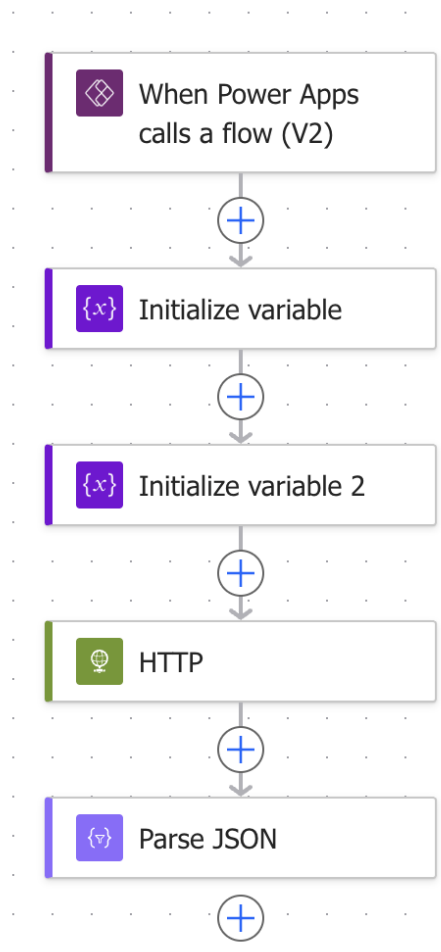 When Power Apps
calls a flow (V2)
{x} Initialize variable
{x} Initialize variable 2
HTTP
Parse JSON